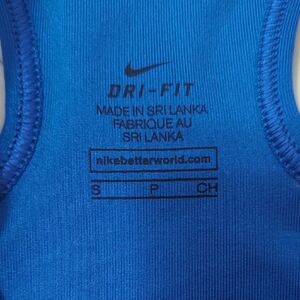 DRI-FIT
MADE IN SRI LANKA
FABRIQUE AU
SRI LANKA
nikebetterworld.com
S P CH